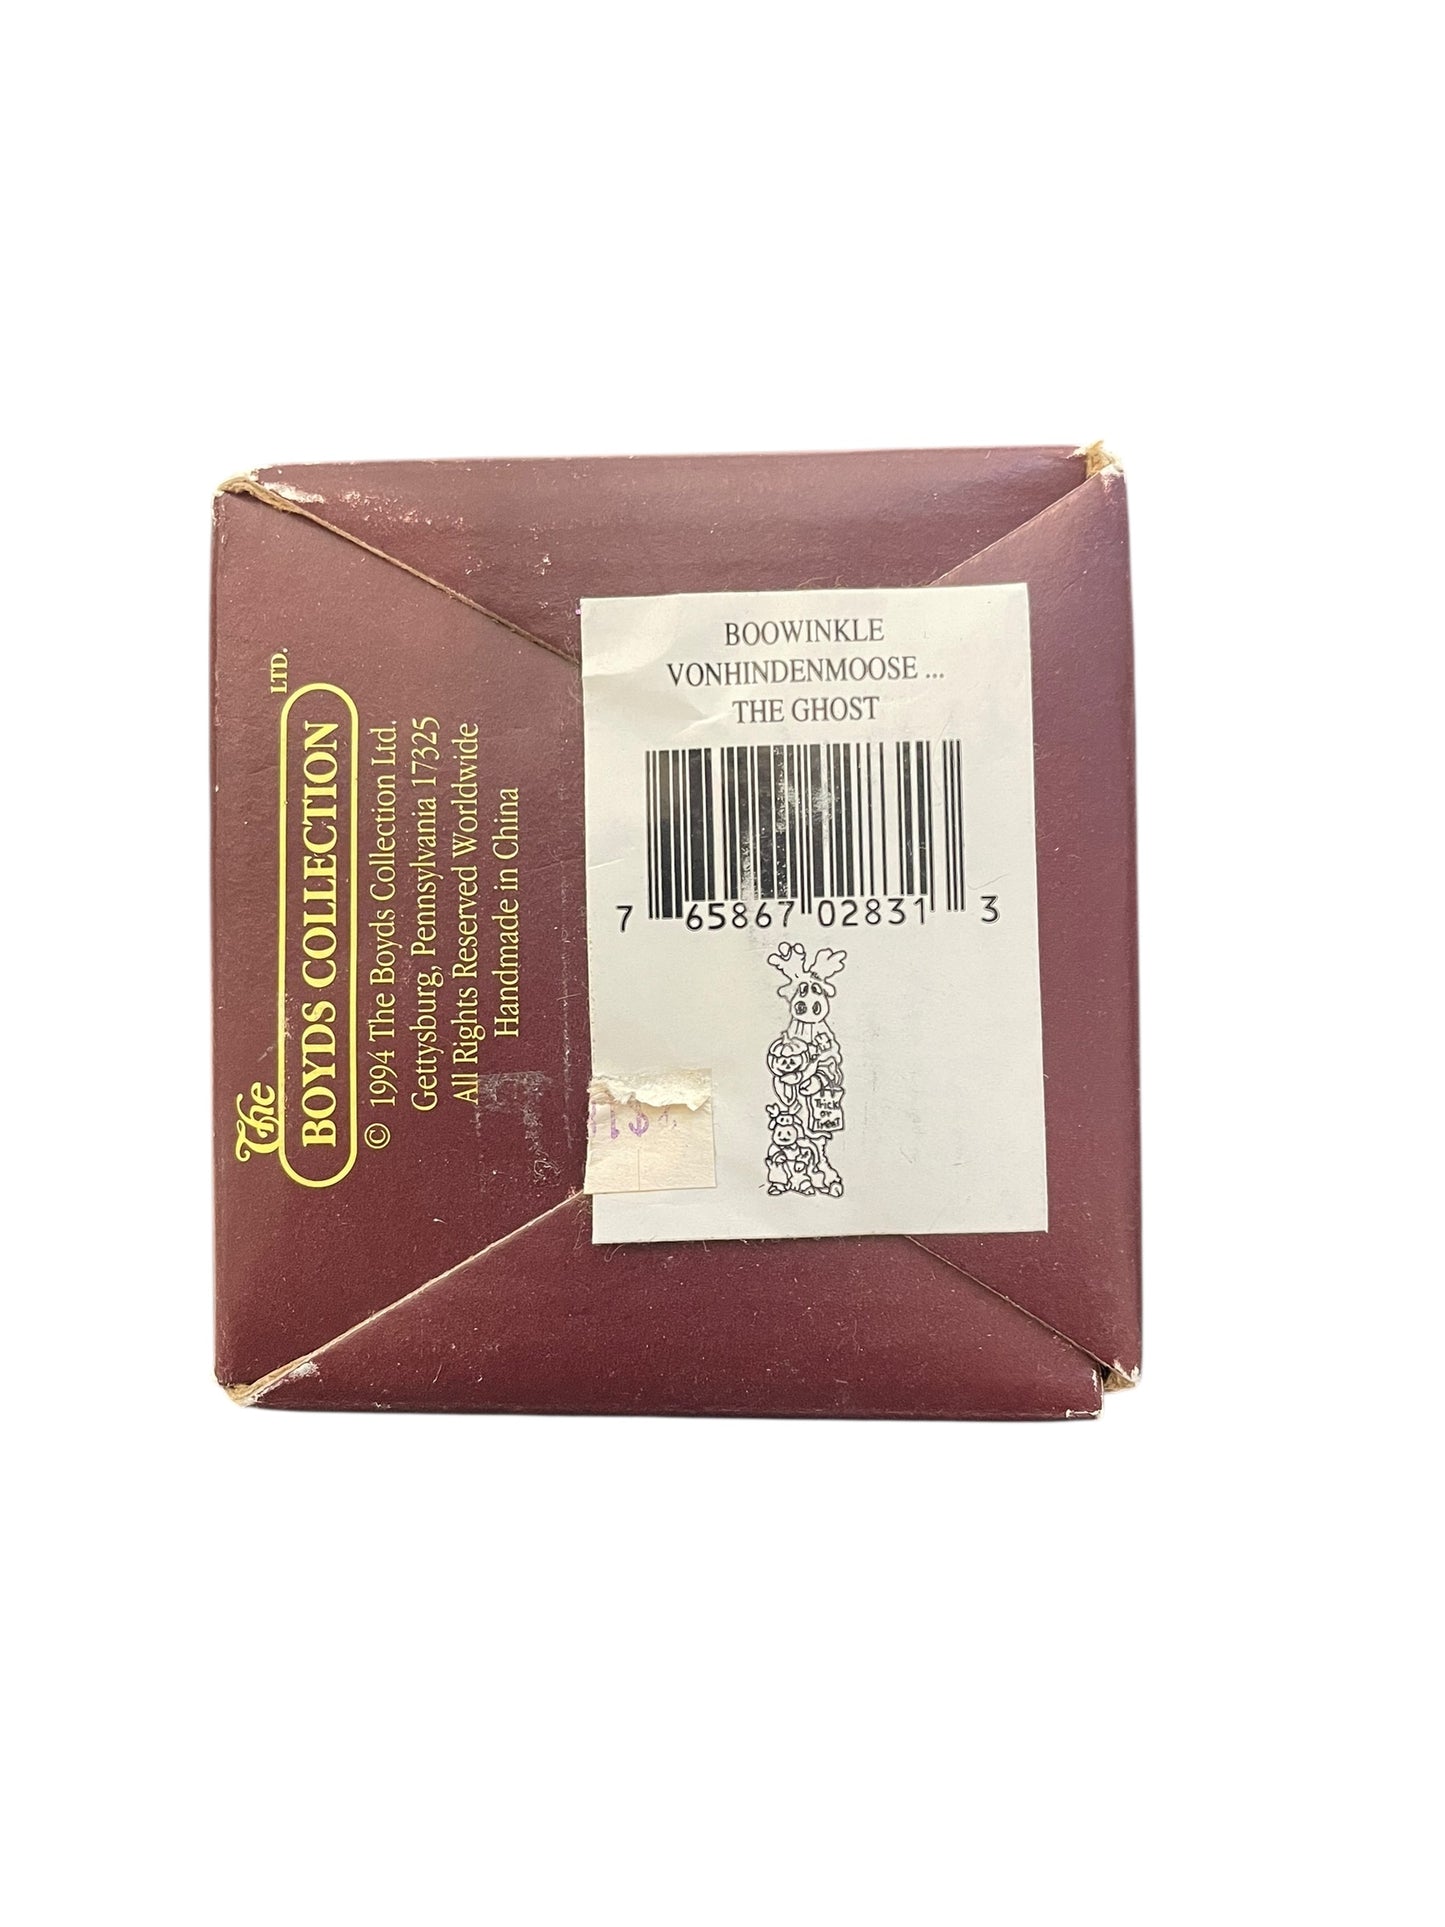 The
BOYDS COLLECTION
LTD.
© 1994 The Boyds Collection Ltd.
Gettysburg, Pennsylvania 17325
All Rights Reserved Worldwide
Handmade in China
BOOWINKLE
VONHINDENMOOSE ...
THE GHOST
7 65867 02831 3
Trick
or
Treat